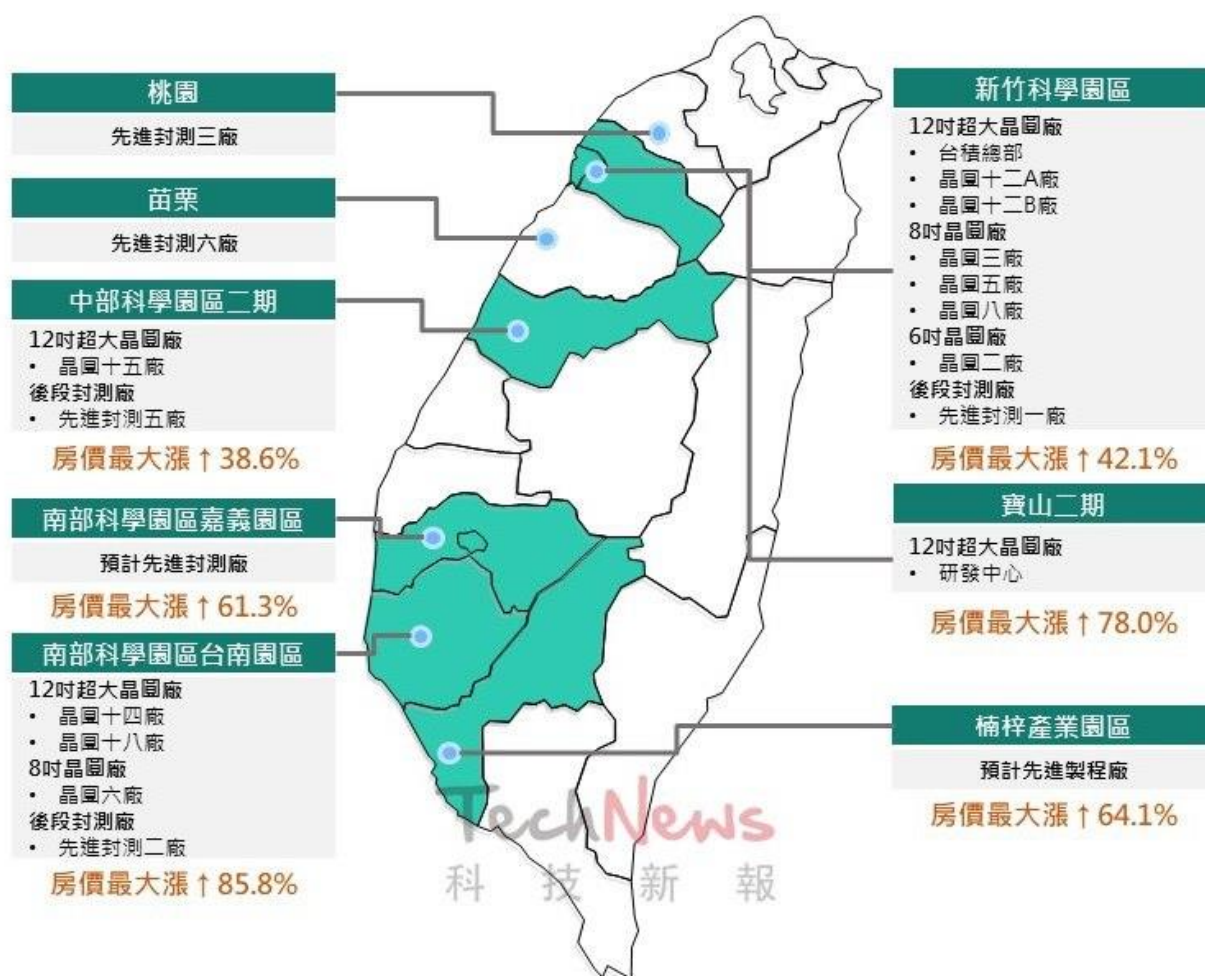 桃園
先進封測三廠
苗栗
先進封測六廠
中部科學園區二期
12吋超大晶圓廠
• 晶圓十五廠
後段封測廠
• 先進封測五廠
房價最大漲↑38.6%
南部科學園區嘉義園區
預計先進封測廠
房價最大漲↑61.3%
南部科學園區台南園區
12吋超大晶圓廠
• 晶圓十四廠
• 晶圓十八廠
8吋晶圓廠
• 晶圓六廠
後段封測廠
• 先進封測二廠
房價最大漲↑85.8%
新竹科學園區
12吋超大晶圓廠
• 台積總部
• 晶圓十二A廠
• 晶圓十二B廠
8吋晶圓廠
• 晶圓三廠
• 晶圓五廠
• 晶圓八廠
6吋晶圓廠
• 晶圓二廠
後段封測廠
• 先進封測一廠
房價最大漲↑42.1%
寶山二期
12吋超大晶圓廠
• 研發中心
房價最大漲↑78.0%
楠梓產業園區
預計先進製程廠
房價最大漲↑64.1%
TechNews
科技新報